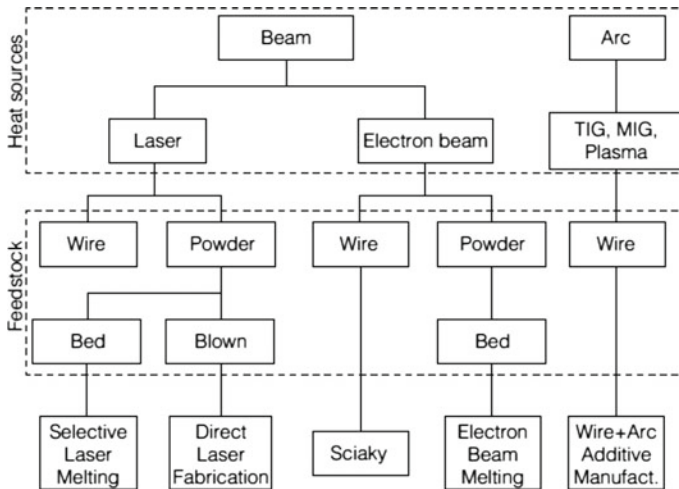 Heat sources
Beam
Arc
Laser
Electron beam
TIG, MIG,
Plasma
Feedstock
Wire
Powder
Wire
Powder
Wire
Bed
Blown
Bed
Selective
Laser
Melting
Direct
Laser
Fabrication
Sciaky
Electron
Beam
Melting
Wire+Arc
Additive
Manufact.